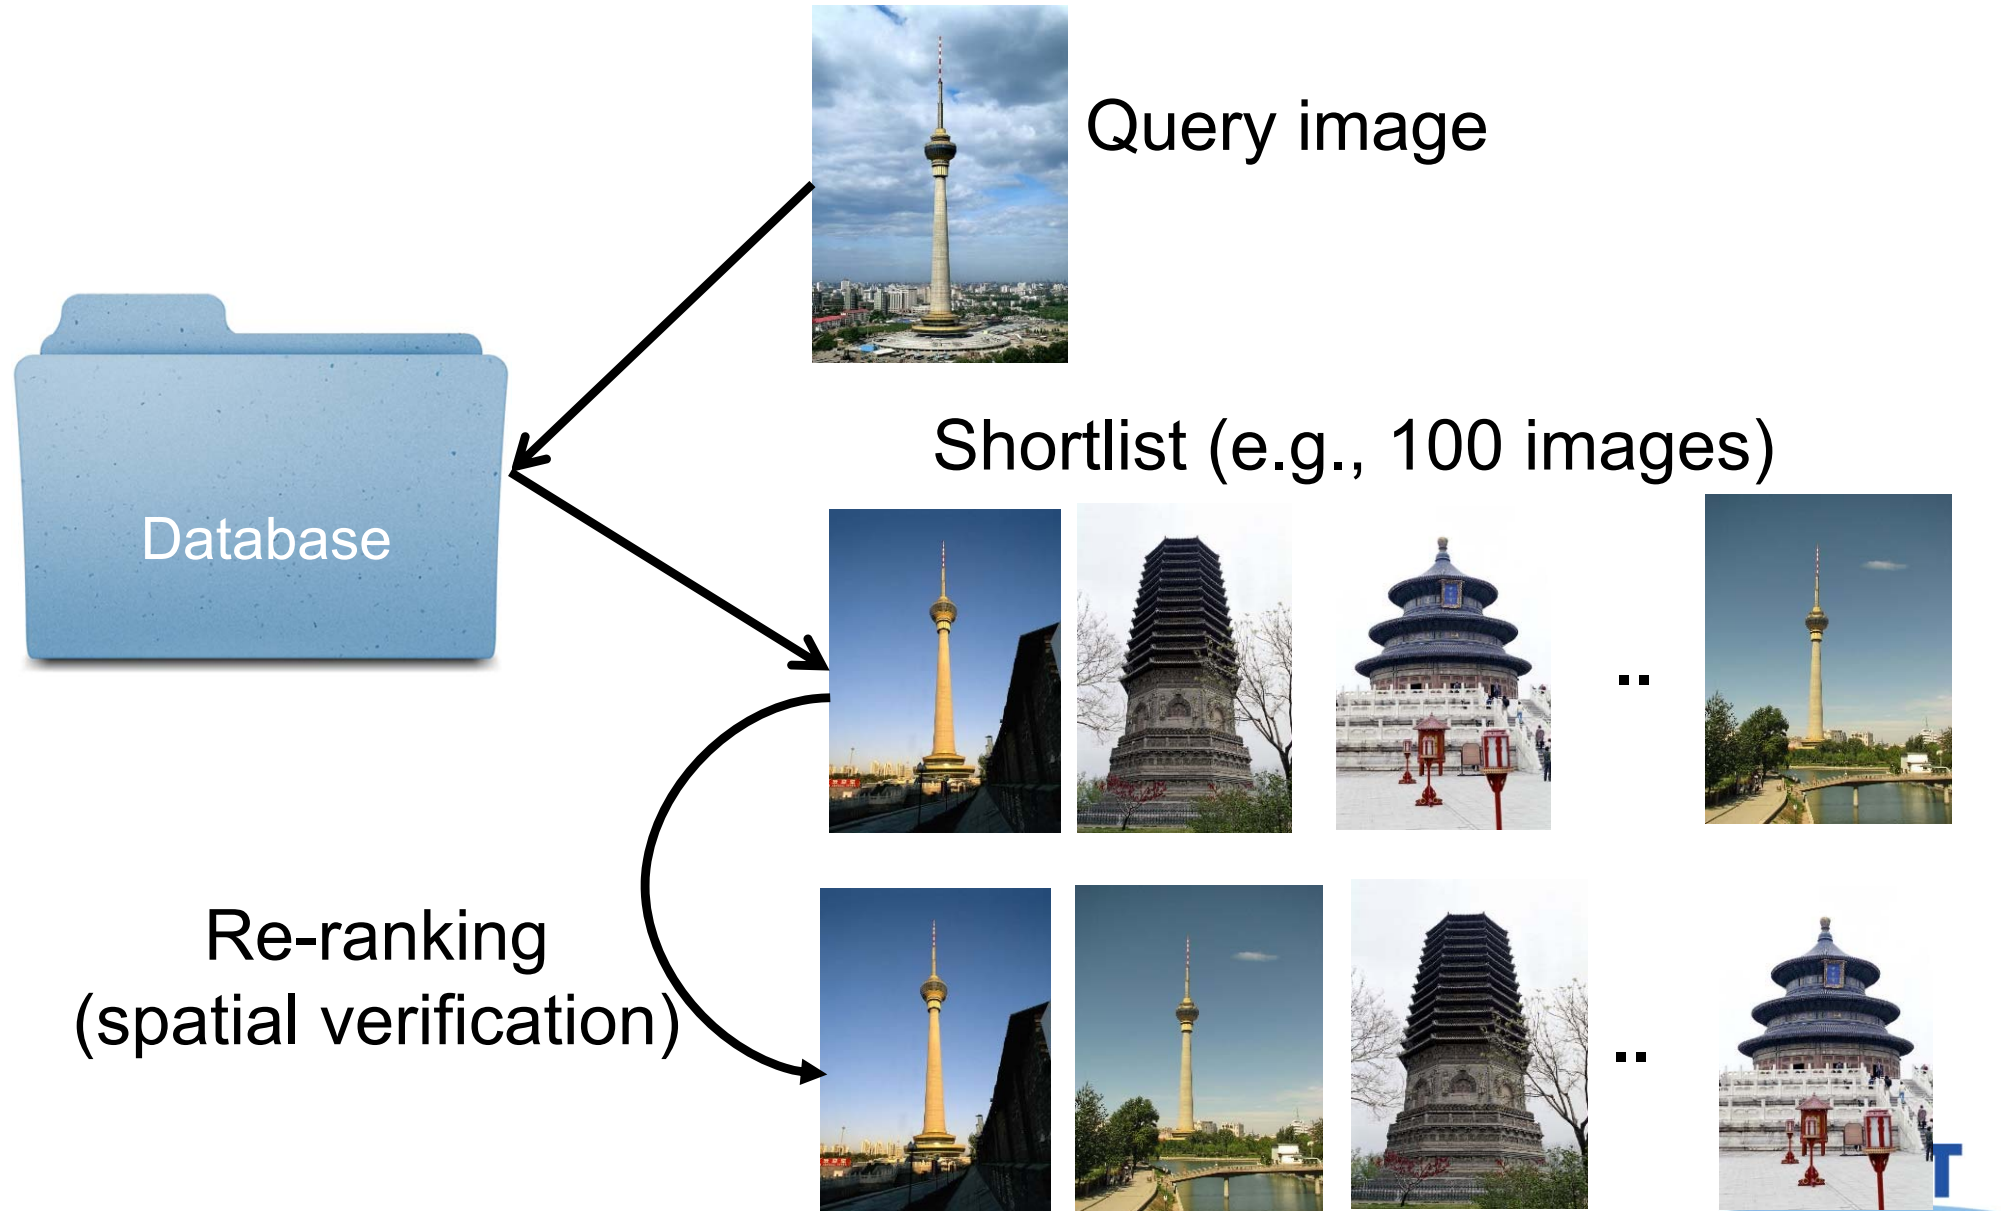 Query image
Shortlist (e.g., 100 images)
Database
..
Re-ranking
(spatial verification)
..
T